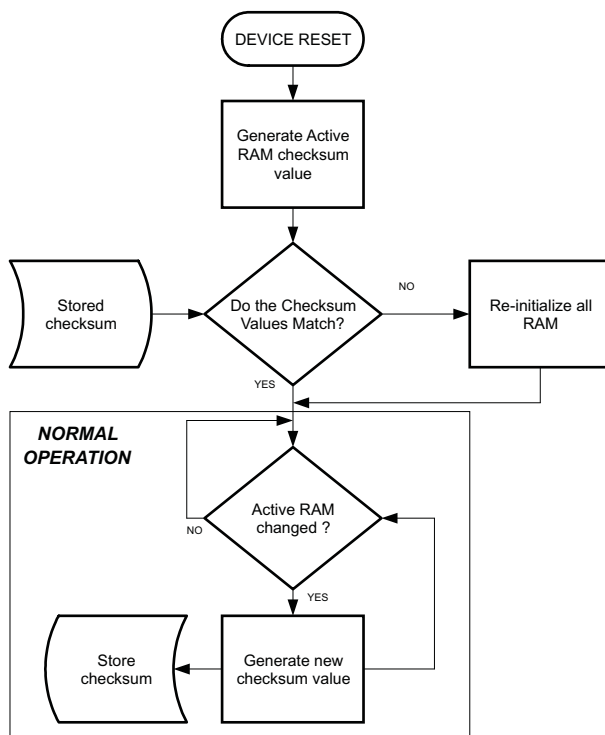 DEVICE RESET
Generate Active
RAM checksum
value
Stored
checksum
Do the Checksum
Values Match?
NO
Re-initialize all
RAM
YES
NORMAL
OPERATION
Active RAM
changed ?
NO
YES
Store
checksum
Generate new
checksum value